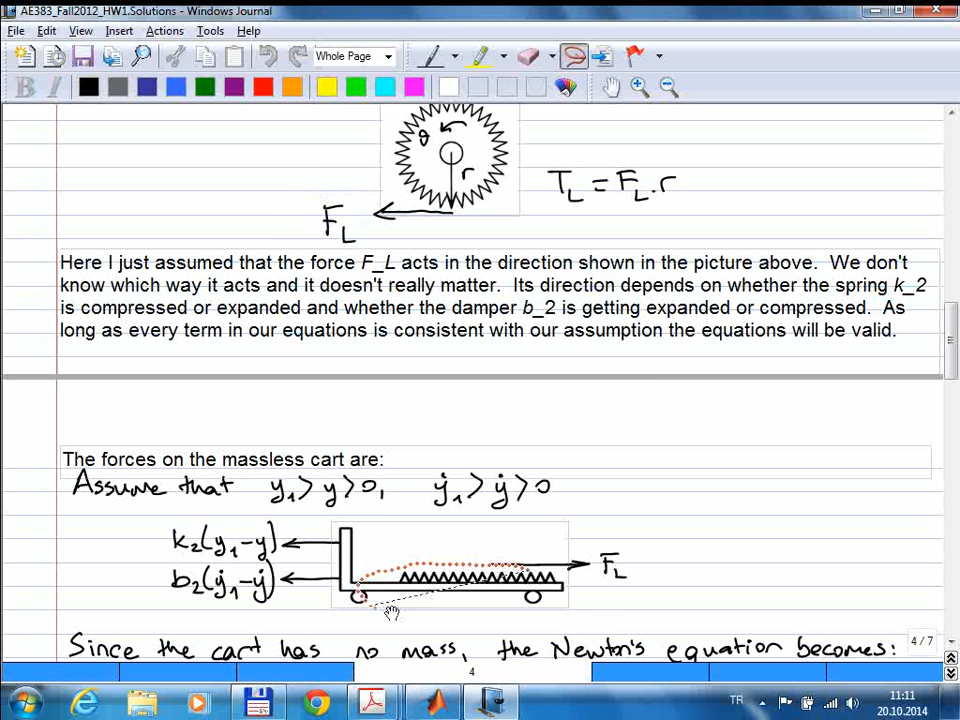 AE383_Fall2012_HW1.Solutions - Windows Journal
File Edit View Insert Actions Tools Help
Whole Page
B I
θ
r
F_L
T_L = F_L.r
Here I just assumed that the force F_L acts in the direction shown in the picture above. We don't
know which way it acts and it doesn't really matter. Its direction depends on whether the spring k_2
is compressed or expanded and whether the damper b_2 is getting expanded or compressed. As
long as every term in our equations is consistent with our assumption the equations will be valid.
The forces on the massless cart are:
Assume that y₁ > y > 0, ẏ₁ > ẏ > 0
k₂(y₁-y)
b₂(ẏ₁-ẏ)
F_L
Since the cart has no mass, the Newton's equation becomes:
4 / 7
4
TR
11:11
20.10.2014